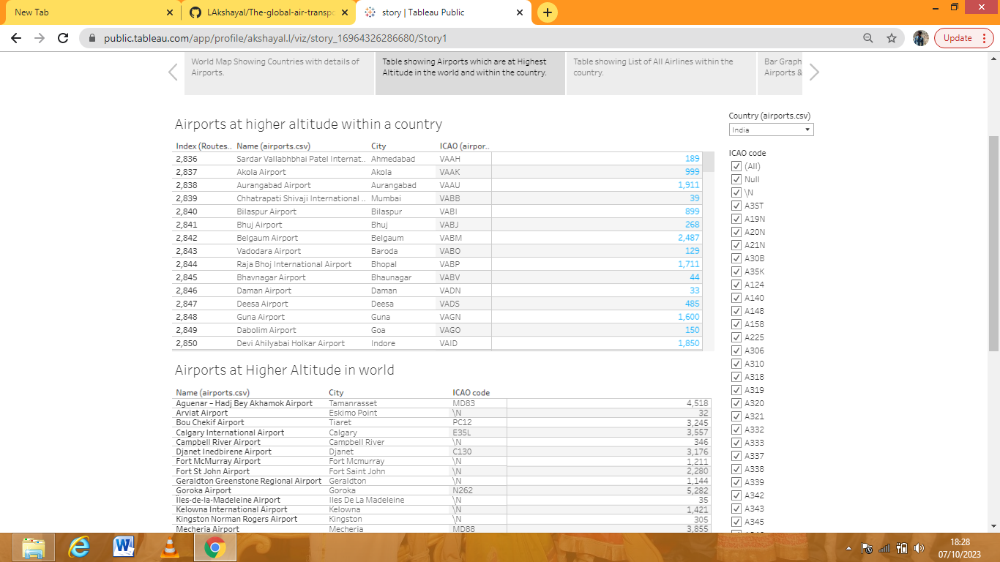 New Tab
LAkshayal/The-global-air-transpo
story | Tableau Public
public.tableau.com/app/profile/akshayal.l/viz/story_16964326286680/Story1
Update
World Map Showing Countries with details of Airports.
Table showing Airports which are at Highest Altitude in the world and within the country.
Table showing List of All Airlines within the country.
Bar Graph
Airports &
Airports at higher altitude within a country
Index (Routes.. Name (airports.csv) City ICAO (airpor..
2,836 Sardar Vallabhbhai Patel Internat.. Ahmedabad VAAH 189
2,837 Akola Airport Akola VAAK 999
2,838 Aurangabad Airport Aurangabad VAAU 1,911
2,839 Chhatrapati Shivaji International .. Mumbai VABB 39
2,840 Bilaspur Airport Bilaspur VABI 899
2,841 Bhuj Airport Bhuj VABJ 268
2,842 Belgaum Airport Belgaum VABM 2,487
2,843 Vadodara Airport Baroda VABO 129
2,844 Raja Bhoj International Airport Bhopal VABP 1,711
2,845 Bhavnagar Airport Bhaunagar VABV 44
2,846 Daman Airport Daman VADN 33
2,847 Deesa Airport Deesa VADS 485
2,848 Guna Airport Guna VAGN 1,600
2,849 Dabolim Airport Goa VAGO 150
2,850 Devi Ahilyabai Holkar Airport Indore VAID 1,850
Airports at Higher Altitude in world
Name (airports.csv) City ICAO code
Aguenar – Hadj Bey Akhamok Airport Tamanrasset MD83 4,518
Arviat Airport Eskimo Point \N 32
Bou Chekif Airport Tiaret PC12 3,245
Calgary International Airport Calgary E35L 3,557
Campbell River Airport Campbell River \N 346
Djanet Inedbirene Airport Djanet C130 3,176
Fort McMurray Airport Fort Mcmurray \N 1,211
Fort St John Airport Fort Saint John \N 2,280
Geraldton Greenstone Regional Airport Geraldton \N 1,144
Goroka Airport Goroka N262 5,282
Îles-de-la-Madeleine Airport Iles De La Madeleine \N 35
Kelowna International Airport Kelowna \N 1,421
Kingston Norman Rogers Airport Kingston \N 305
Mecheria Airport Mecheria MD88 3,855
Country (airports.csv)
India
ICAO code
(All)
Null
\N
A3ST
A19N
A20N
A21N
A30B
A35K
A124
A140
A148
A158
A225
A306
A310
A318
A319
A320
A321
A332
A333
A337
A338
A339
A342
A343
A345
18:28
07/10/2023